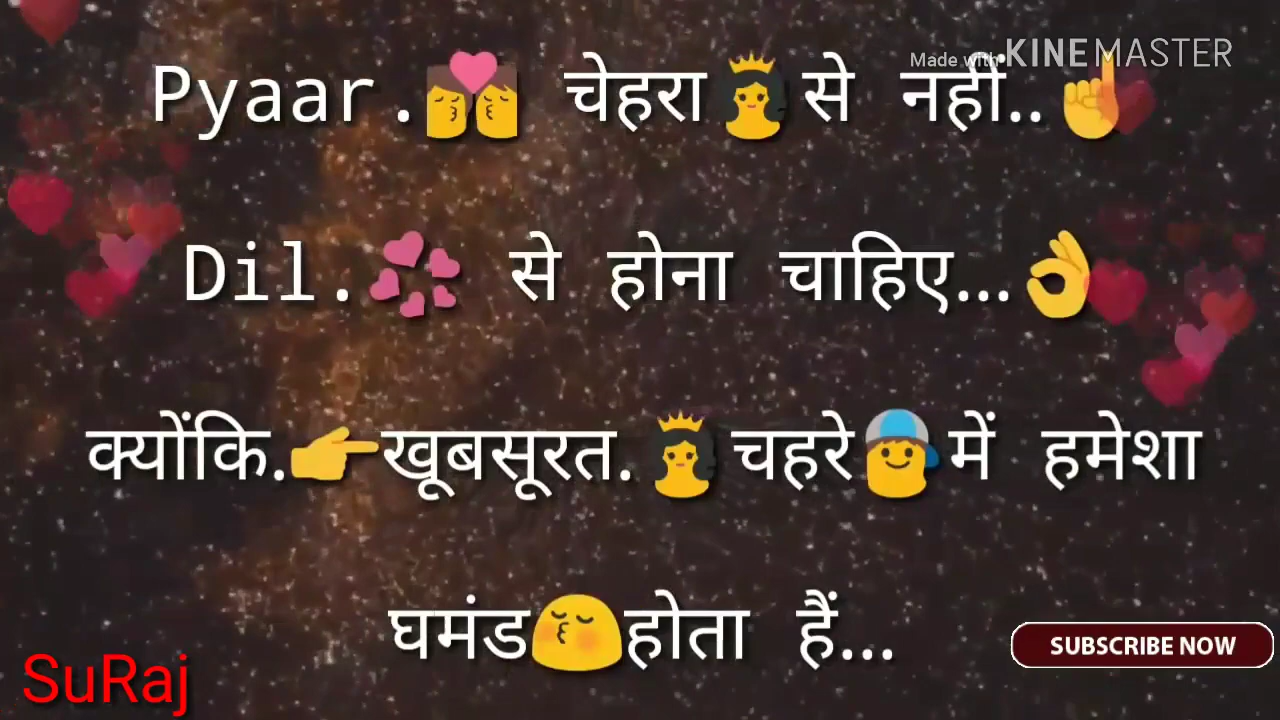 Made with KINEMASTER
Pyaar.💏 चेहरा👸से नहीं..☝
Dil.💞 से होना चाहिए...👌
क्योंकि.👉खूबसूरत.👸चहरे👦में हमेशा
घमंड😚होता हैं...
SUBSCRIBE NOW
SuRaj